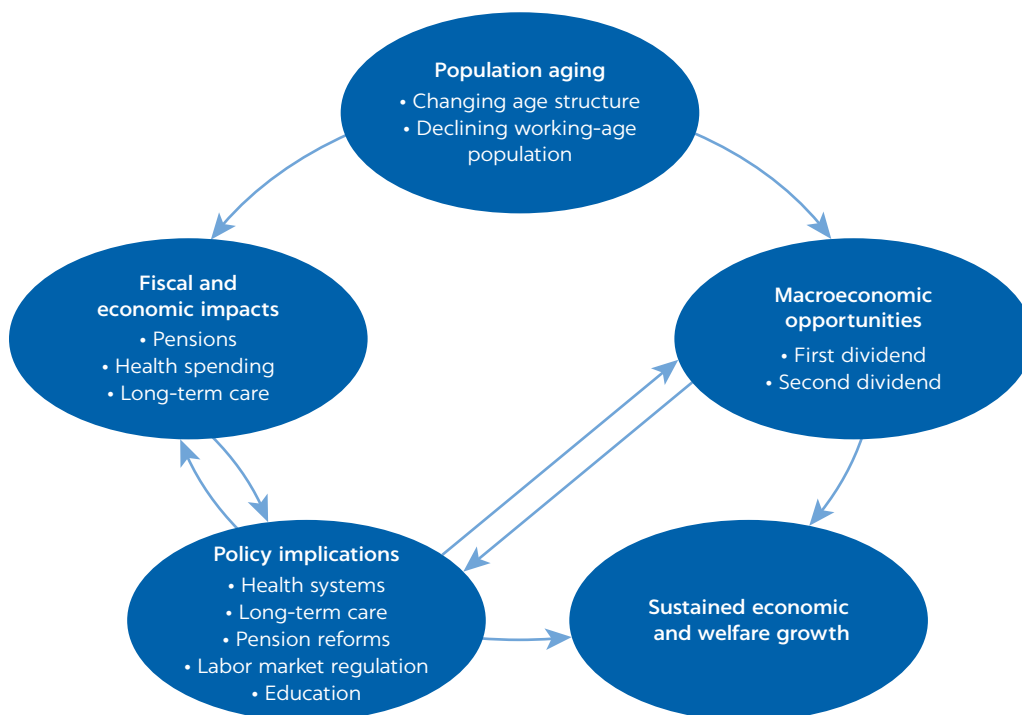 Population aging
• Changing age structure
• Declining working-age
population
Fiscal and
economic impacts
• Pensions
• Health spending
• Long-term care
Macroeconomic
opportunities
• First dividend
• Second dividend
Policy implications
• Health systems
• Long-term care
• Pension reforms
• Labor market regulation
• Education
Sustained economic
and welfare growth